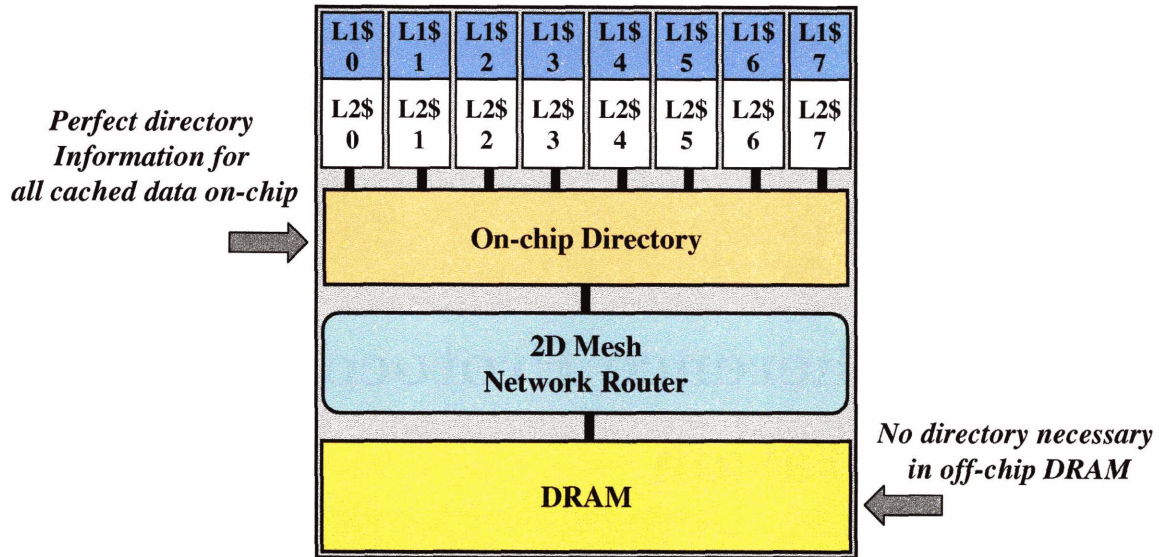 L1$ L1$ L1$ L1$ L1$ L1$ L1$ L1$
0 1 2 3 4 5 6 7
L2$ L2$ L2$ L2$ L2$ L2$ L2$ L2$
0 1 2 3 4 5 6 7
Perfect directory
Information for
all cached data on-chip
On-chip Directory
2D Mesh
Network Router
No directory necessary
in off-chip DRAM
DRAM